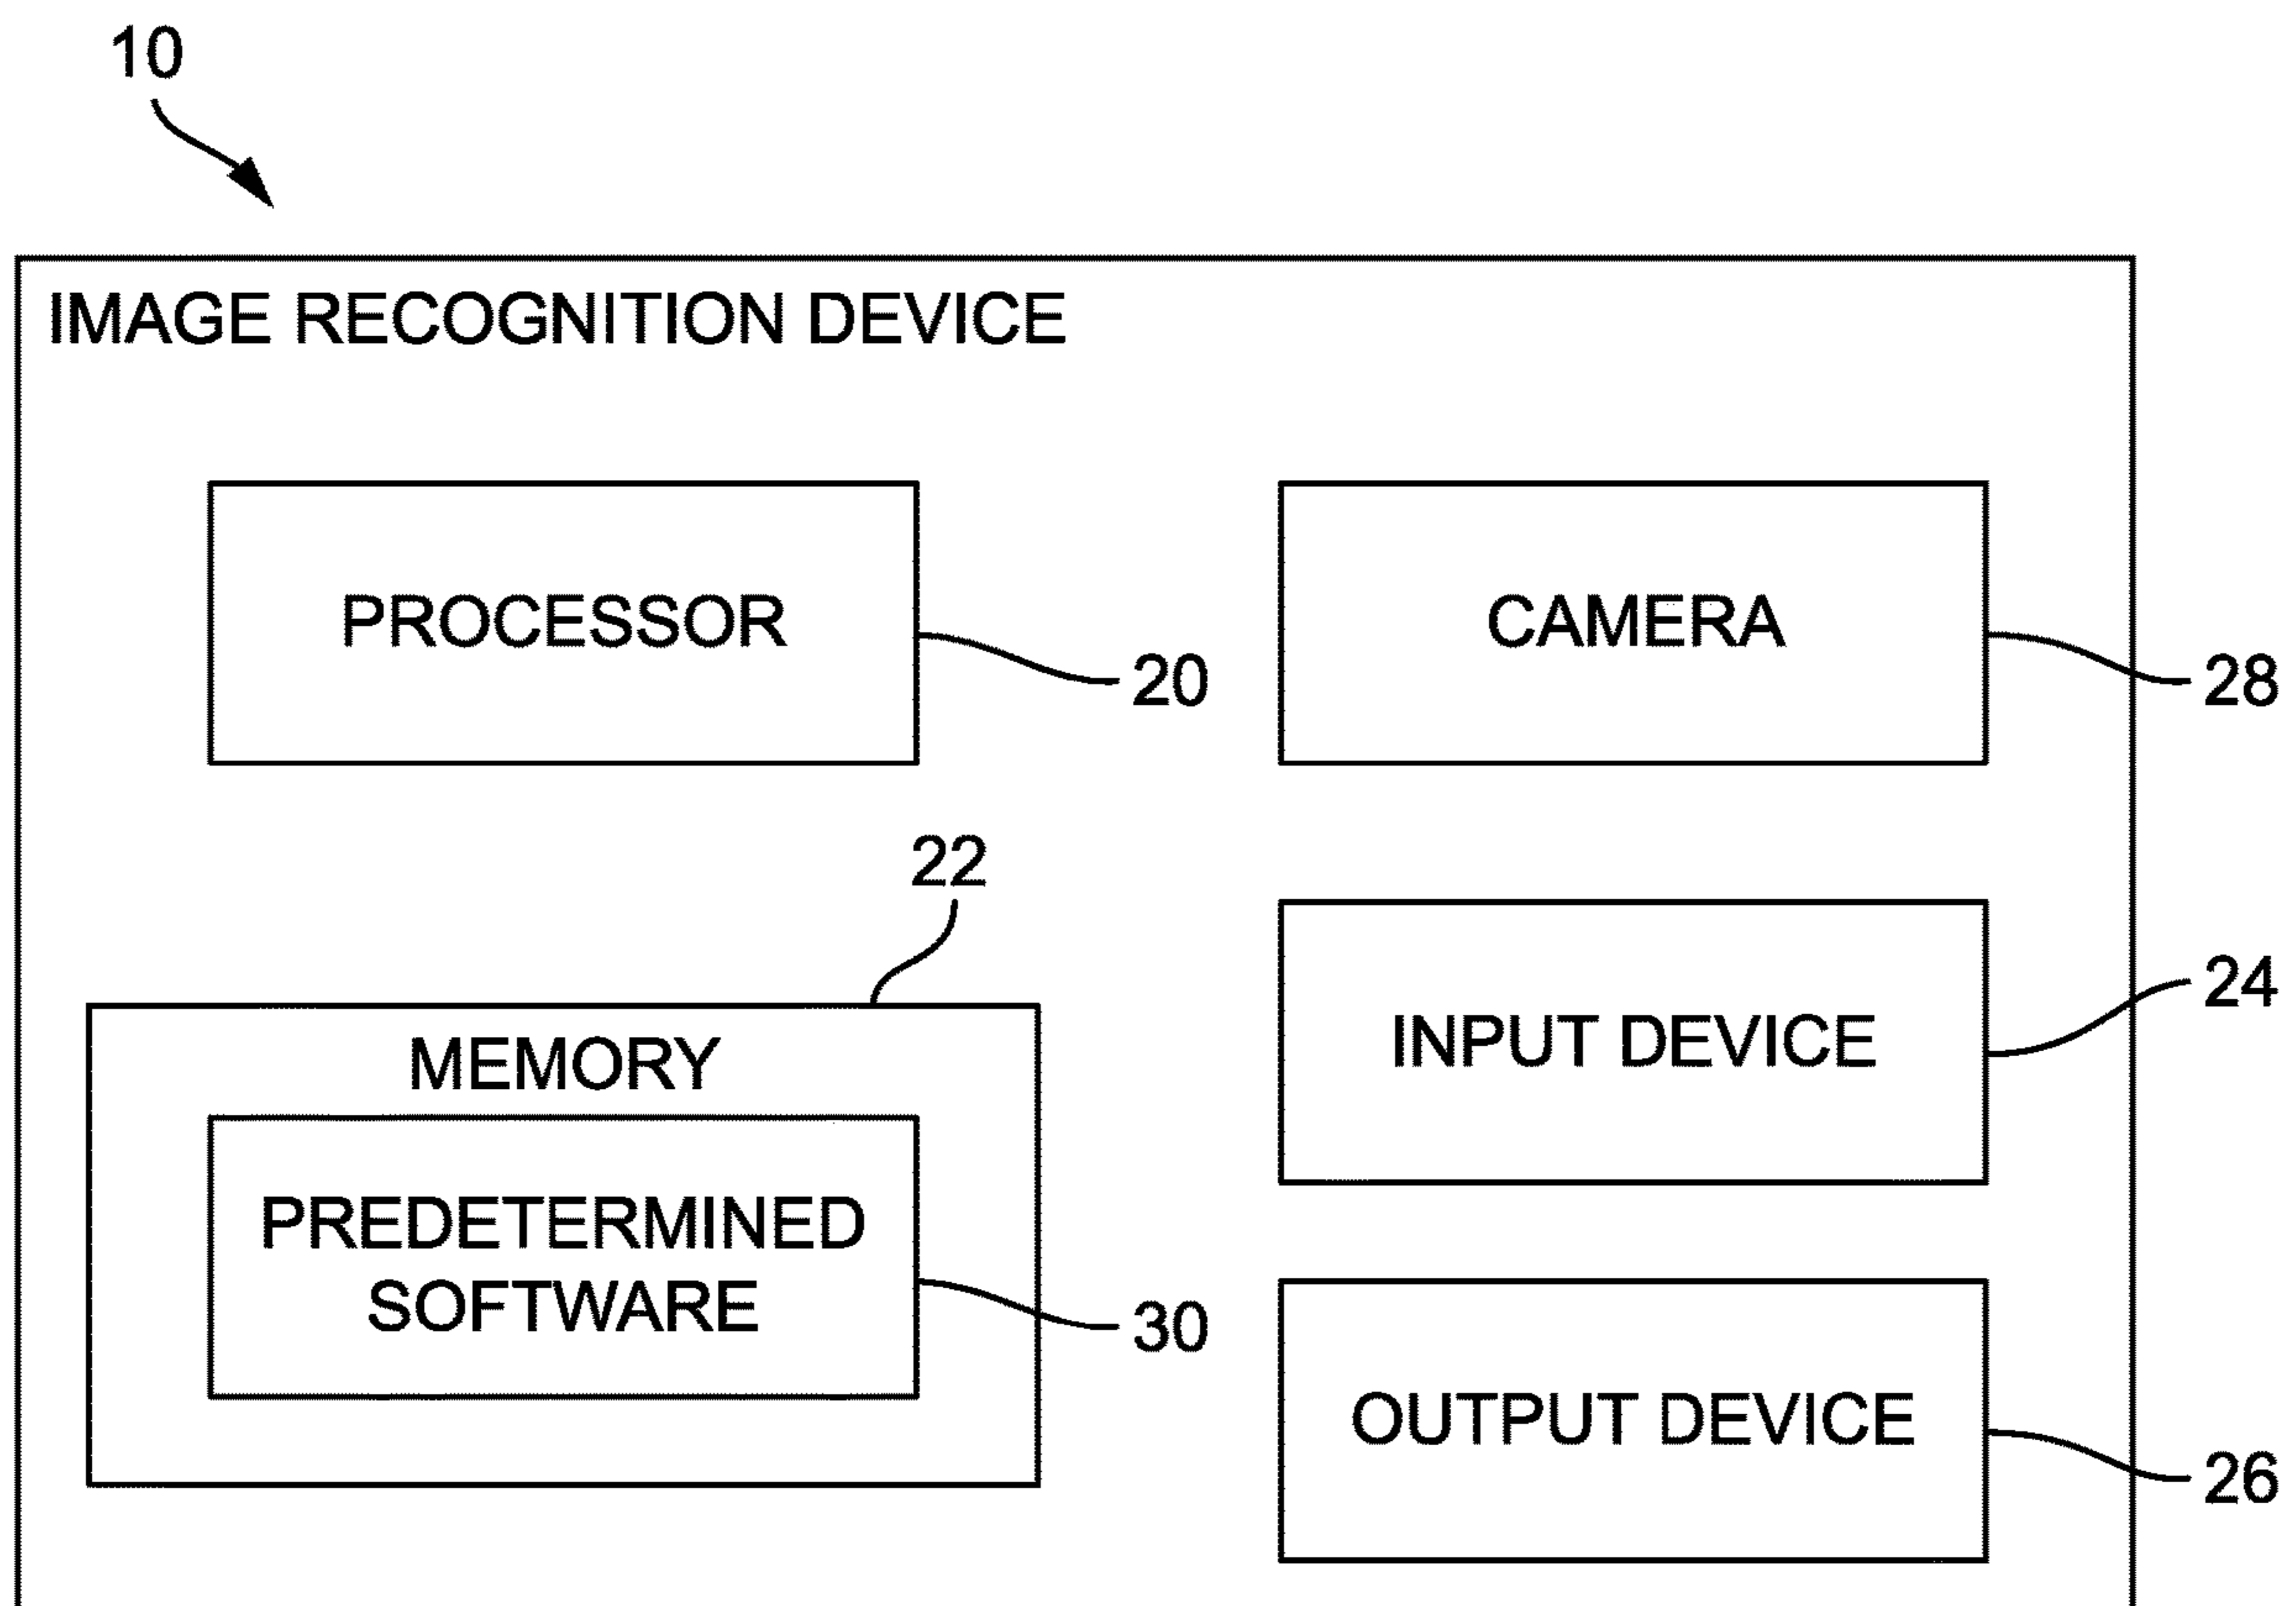 10
IMAGE RECOGNITION DEVICE
PROCESSOR
20
CAMERA
28
22
MEMORY
PREDETERMINED
SOFTWARE
30
INPUT DEVICE
24
OUTPUT DEVICE
26